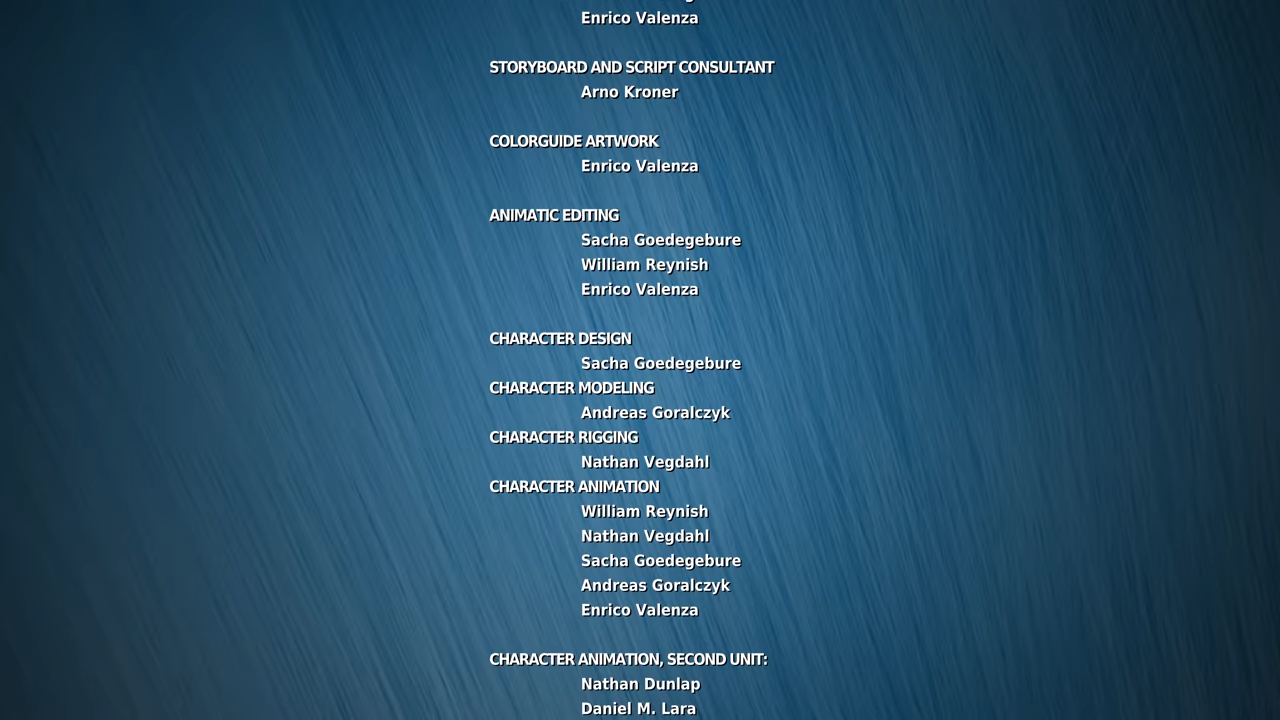 Enrico Valenza
STORYBOARD AND SCRIPT CONSULTANT
Arno Kroner
COLORGUIDE ARTWORK
Enrico Valenza
ANIMATIC EDITING
Sacha Goedegebure
William Reynish
Enrico Valenza
CHARACTER DESIGN
Sacha Goedegebure
CHARACTER MODELING
Andreas Goralczyk
CHARACTER RIGGING
Nathan Vegdahl
CHARACTER ANIMATION
William Reynish
Nathan Vegdahl
Sacha Goedegebure
Andreas Goralczyk
Enrico Valenza
CHARACTER ANIMATION, SECOND UNIT:
Nathan Dunlap
Daniel M. Lara